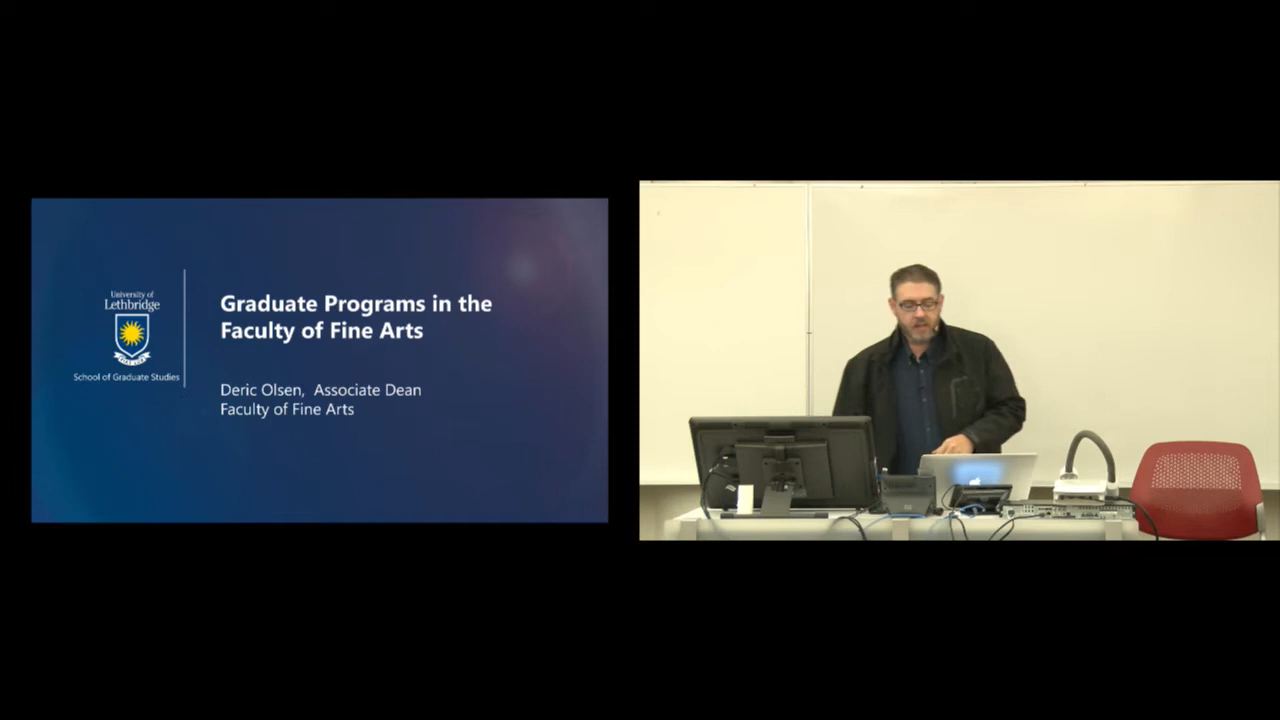 University of
Lethbridge
School of Graduate Studies
Graduate Programs in the
Faculty of Fine Arts
Deric Olsen, Associate Dean
Faculty of Fine Arts